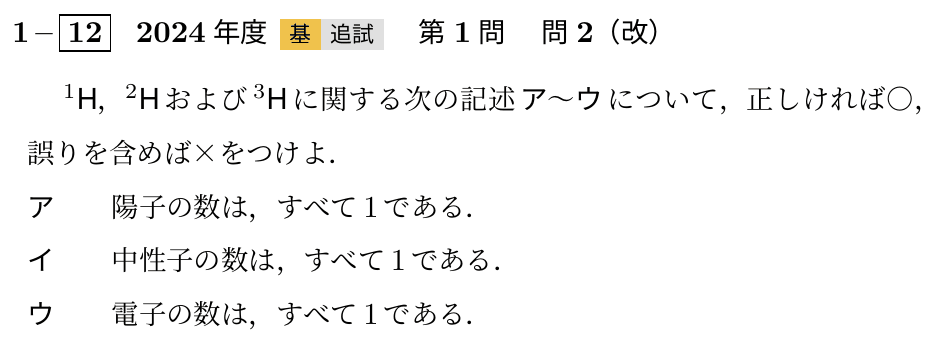 1–12 2024 年度 基 追試 第 1 問 問 2（改）
¹H，²Hおよび³Hに関する次の記述ア～ウについて，正しければ○，
誤りを含めば×をつけよ．
ア 陽子の数は，すべて1である．
イ 中性子の数は，すべて1である．
ウ 電子の数は，すべて1である．